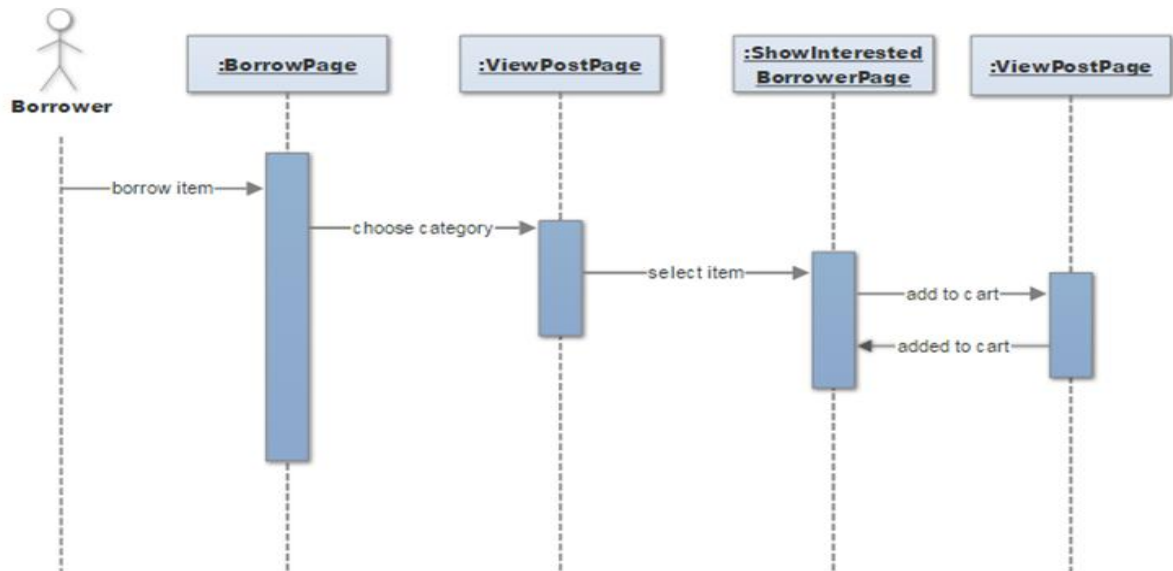 :BorrowPage
:ViewPostPage
:ShowInterested
BorrowerPage
:ViewPostPage
Borrower
borrow item
choose category
select item
add to cart
added to cart